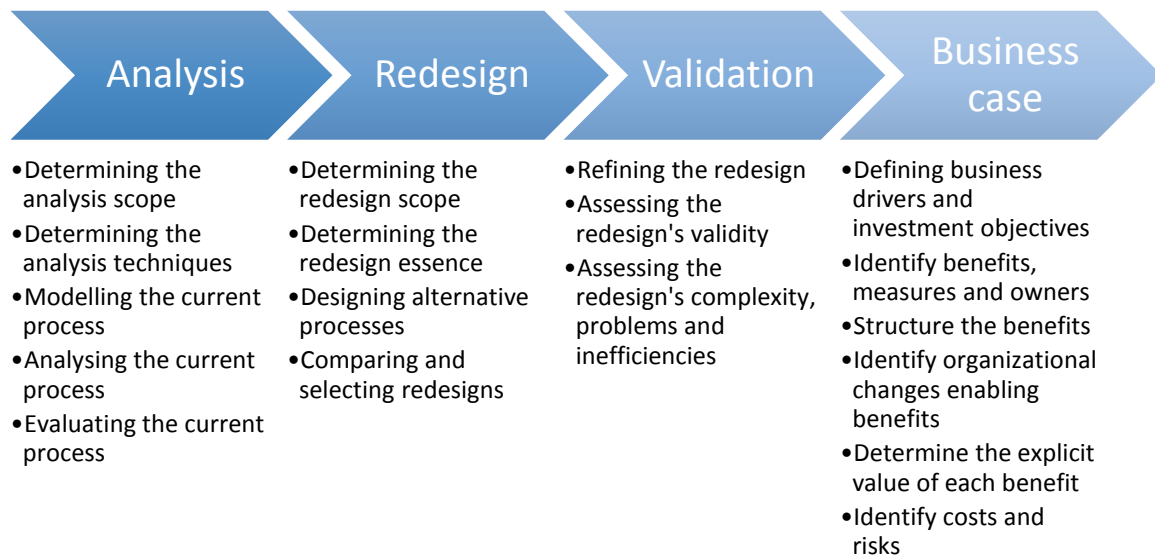 Analysis
•Determining the
analysis scope
•Determining the
analysis techniques
•Modelling the current
process
•Analysing the current
process
•Evaluating the current
process
Redesign
•Determining the
redesign scope
•Determining the
redesign essence
•Designing alternative
processes
•Comparing and
selecting redesigns
Validation
•Refining the redesign
•Assessing the
redesign's validity
•Assessing the
redesign's complexity,
problems and
inefficiencies
Business
case
•Defining business
drivers and
investment objectives
•Identify benefits,
measures and owners
•Structure the benefits
•Identify organizational
changes enabling
benefits
•Determine the explicit
value of each benefit
•Identify costs and
risks